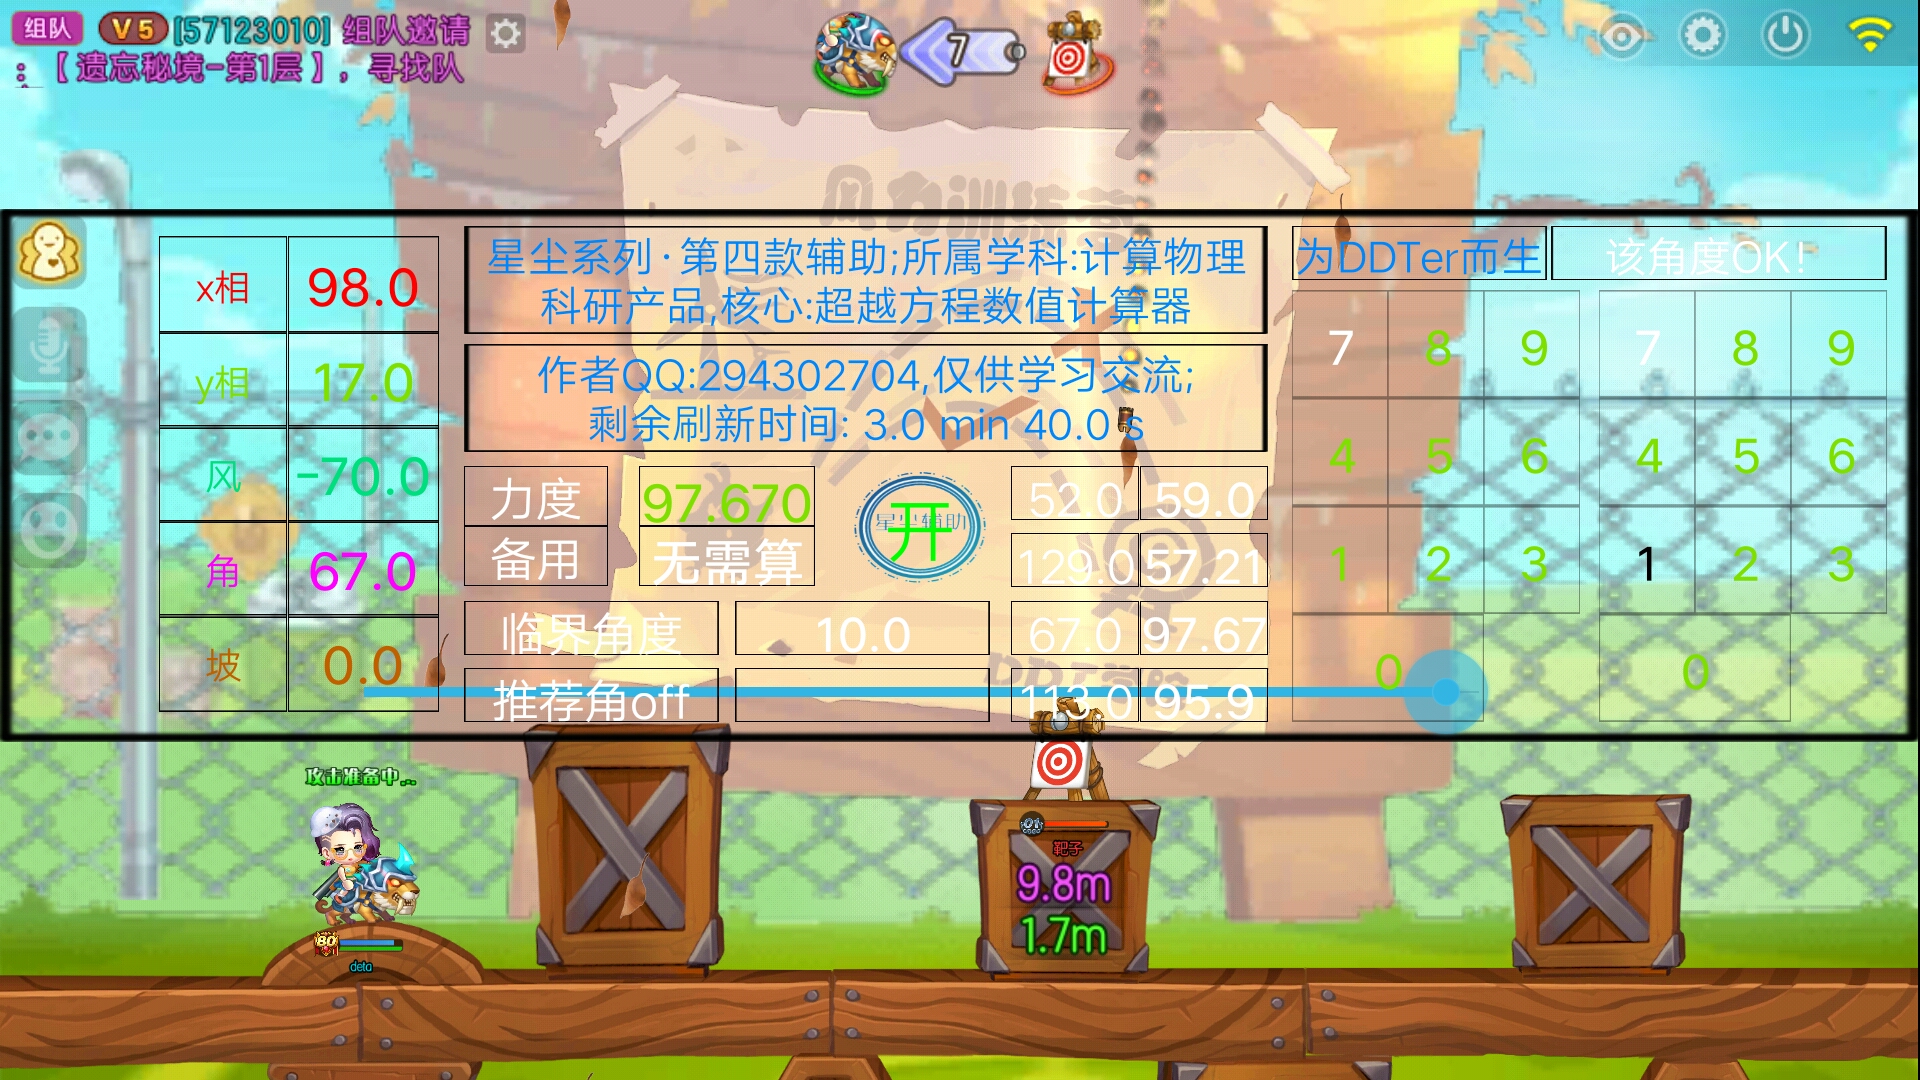 组队 V5 [57123010] 组队邀请
：【遗忘秘境-第1层】，寻找队
7
星尘系列·第四款辅助;所属学科:计算物理
科研产品,核心:超越方程数值计算器
为DDTer而生
该角度OK!
作者QQ:294302704,仅供学习交流;
剩余刷新时间: 3.0 min 40.0 s
x相 98.0
y相 17.0
风 -70.0
角 67.0
坡 0.0
力度 97.670
备用 无需算
星尘辅助
开
临界角度 10.0
推荐角off
52.0 59.0
129.0 57.21
67.0 97.67
113.0 95.9
7 8 9 7 8 9
4 5 6 4 5 6
1 2 3 1 2 3
0 0
攻击准备中...
80
deta
靶子
9.8m
1.7m